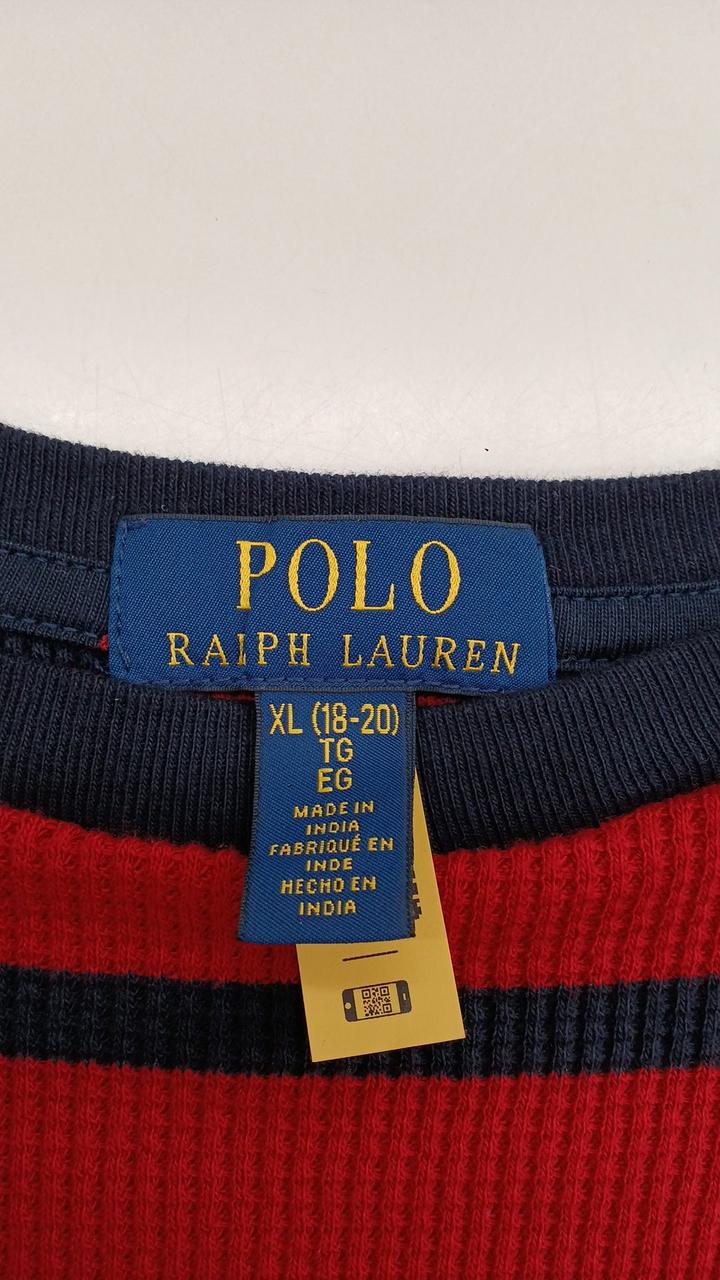 POLO
RALPH LAUREN
XL (18-20)
TG
EG
MADE IN
INDIA
FABRIQUÉ EN
INDE
HECHO EN
INDIA